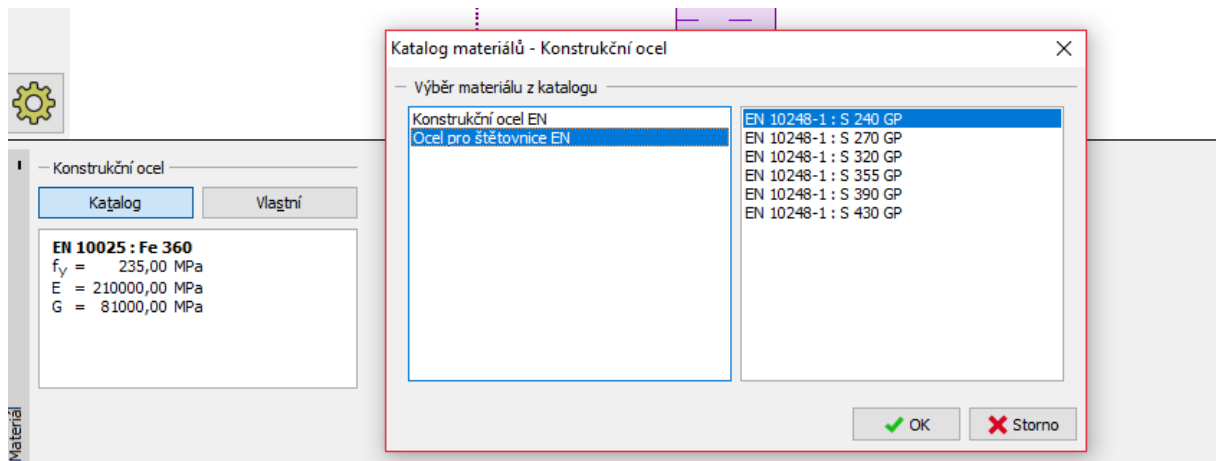 Katalog materiálů - Konstrukční ocel
Výběr materiálu z katalogu
Konstrukční ocel EN
Ocel pro štětovnice EN
EN 10248-1 : S 240 GP
EN 10248-1 : S 270 GP
EN 10248-1 : S 320 GP
EN 10248-1 : S 355 GP
EN 10248-1 : S 390 GP
EN 10248-1 : S 430 GP
OK
Storno
Konstrukční ocel
Katalog
Vlastní
EN 10025 : Fe 360
fy = 235,00 MPa
E = 210000,00 MPa
G = 81000,00 MPa
Materiál